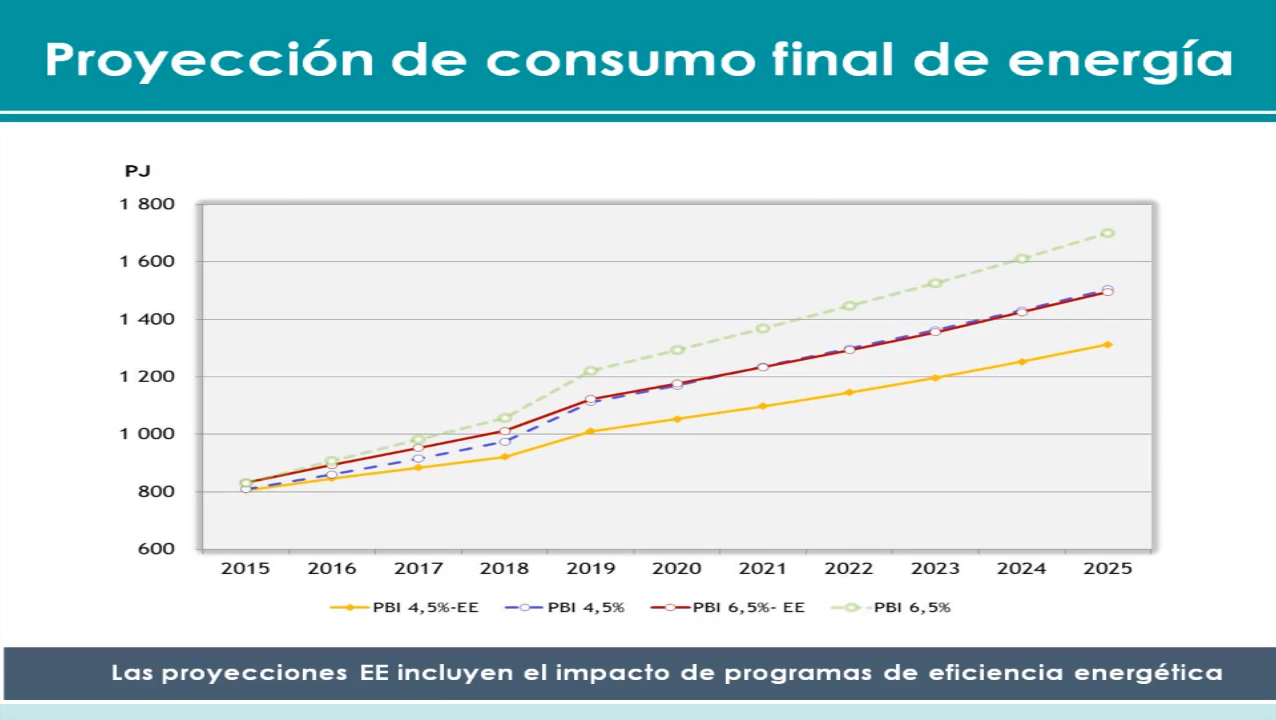 Proyección de consumo final de energía
PJ
1 800
1 600
1 400
1 200
1 000
800
600
2015 2016 2017 2018 2019 2020 2021 2022 2023 2024 2025
PBI 4,5%-EE PBI 4,5% PBI 6,5%- EE PBI 6,5%
Las proyecciones EE incluyen el impacto de programas de eficiencia energética